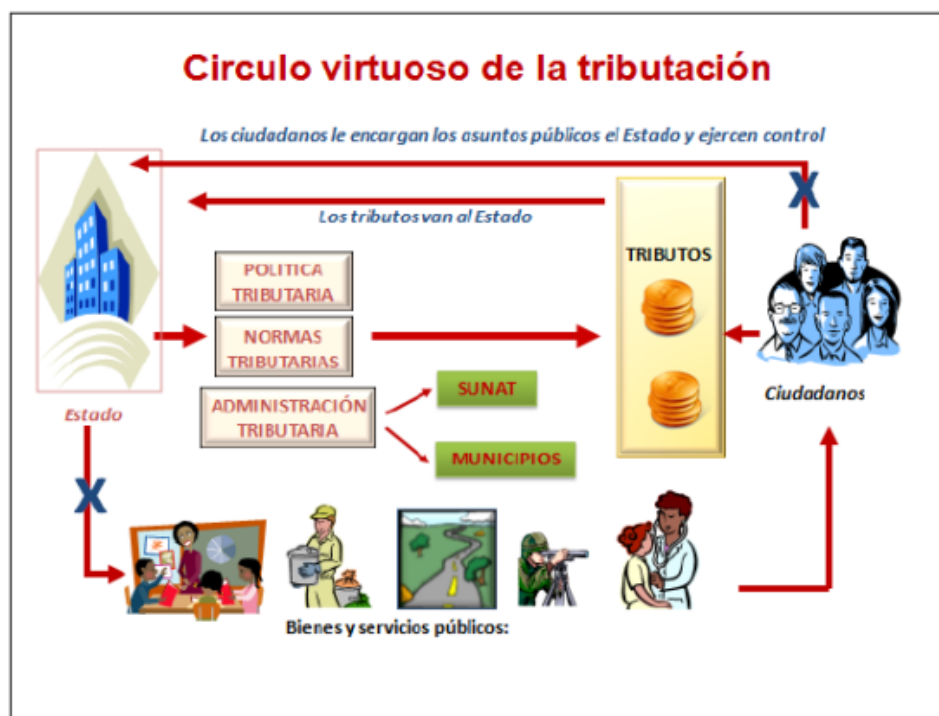 Circulo virtuoso de la tributación
Los ciudadanos le encargan los asuntos públicos el Estado y ejercen control
X
Los tributos van al Estado
TRIBUTOS
POLITICA
TRIBUTARIA
NORMAS
TRIBUTARIAS
ADMINISTRACIÓN
TRIBUTARIA
SUNAT
MUNICIPIOS
Ciudadanos
Estado
X
Bienes y servicios públicos: